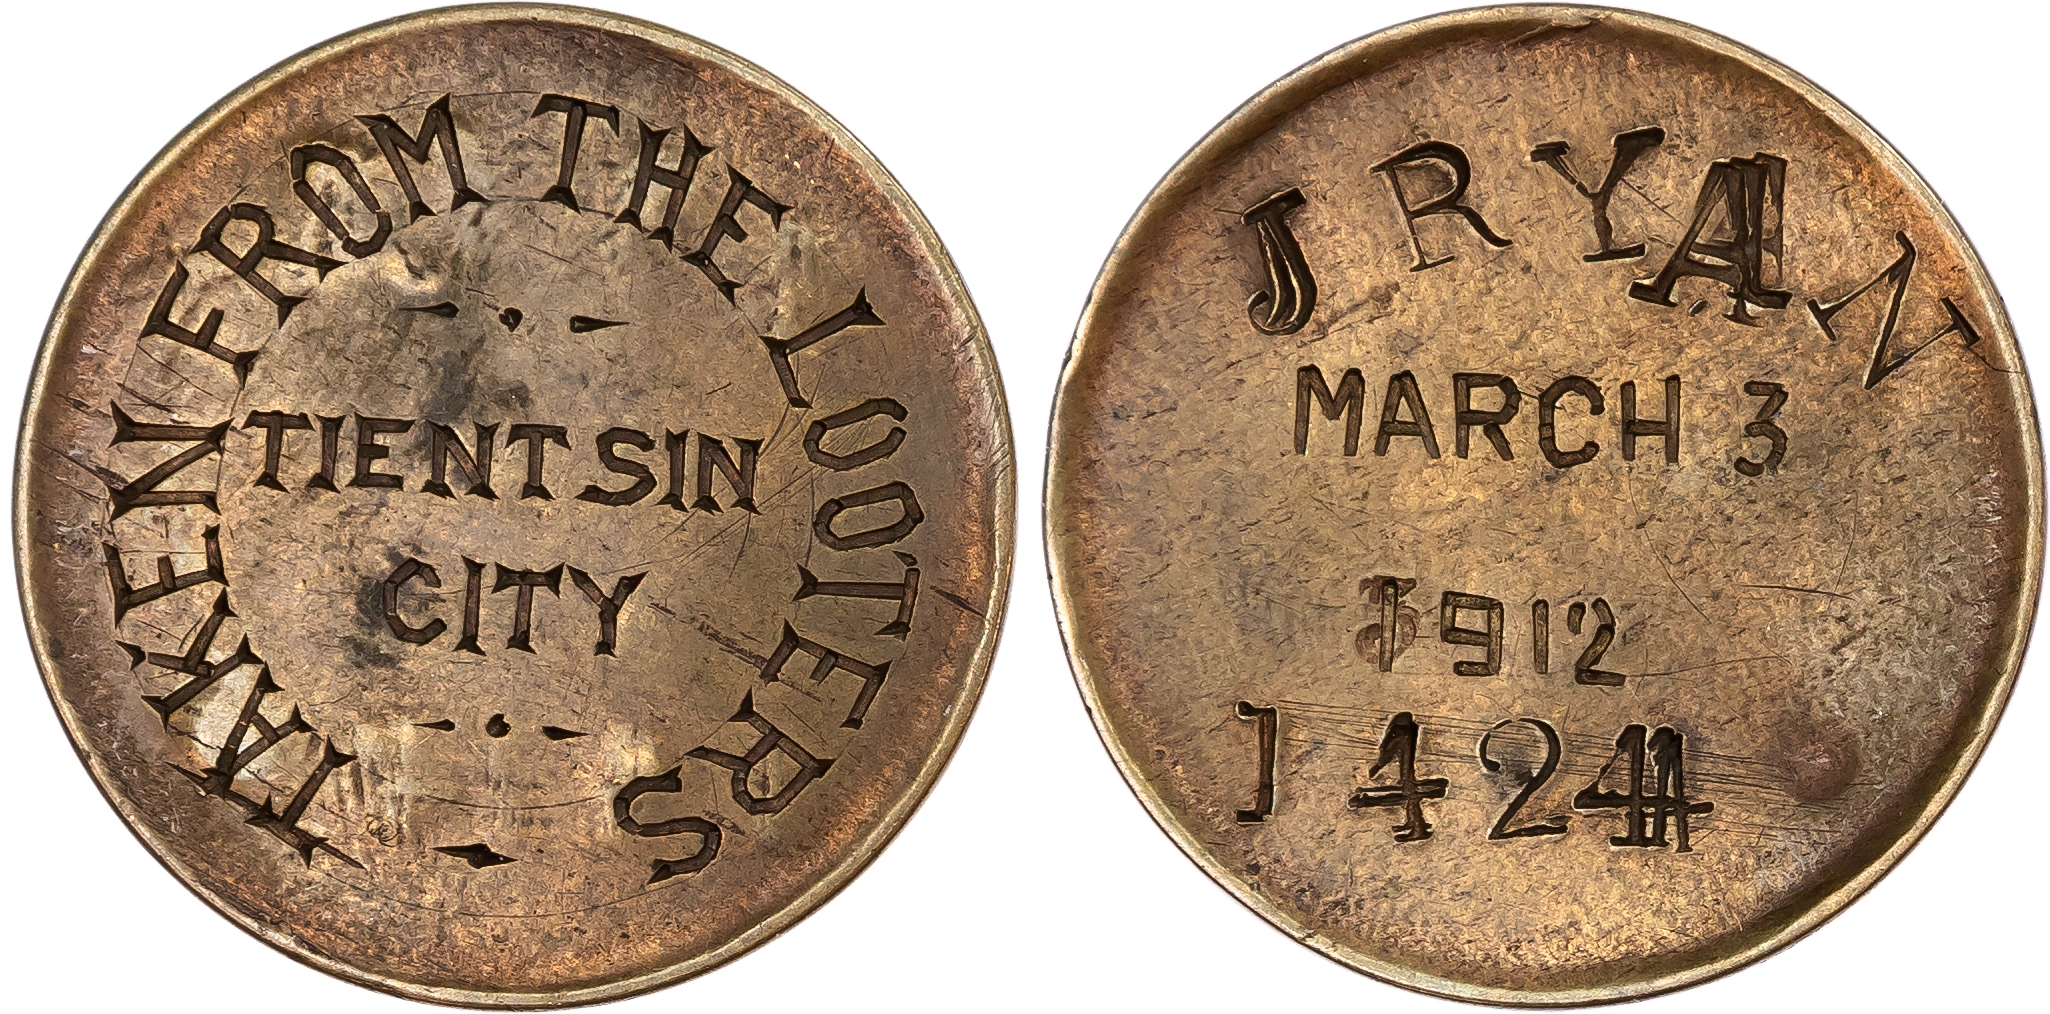 TAKEN FROM THE LOOTERS
TIENTSIN
CITY
J RYAN
MARCH 3
1912
1424